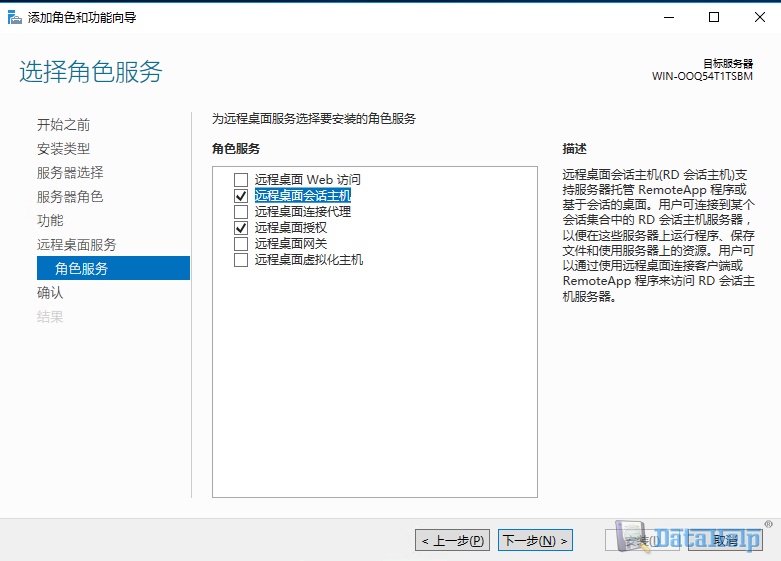 添加角色和功能向导
选择角色服务
目标服务器
WIN-OOQ54T1TSBM
开始之前
安装类型
服务器选择
服务器角色
功能
远程桌面服务
角色服务
确认
结果
为远程桌面服务选择要安装的角色服务
角色服务
远程桌面 Web 访问
远程桌面会话主机
远程桌面连接代理
远程桌面授权
远程桌面网关
远程桌面虚拟化主机
描述
远程桌面会话主机(RD 会话主机)支
持服务器托管 RemoteApp 程序或
基于会话的桌面。用户可连接到某个
会话集合中的 RD 会话主机服务器，
以便在这些服务器上运行程序、保存
文件和使用服务器上的资源。用户可
以通过使用远程桌面连接客户端或
RemoteApp 程序来访问 RD 会话主
机服务器。
< 上一步(P)
下一步(N) >
安装(I)
取消
DataHelp®